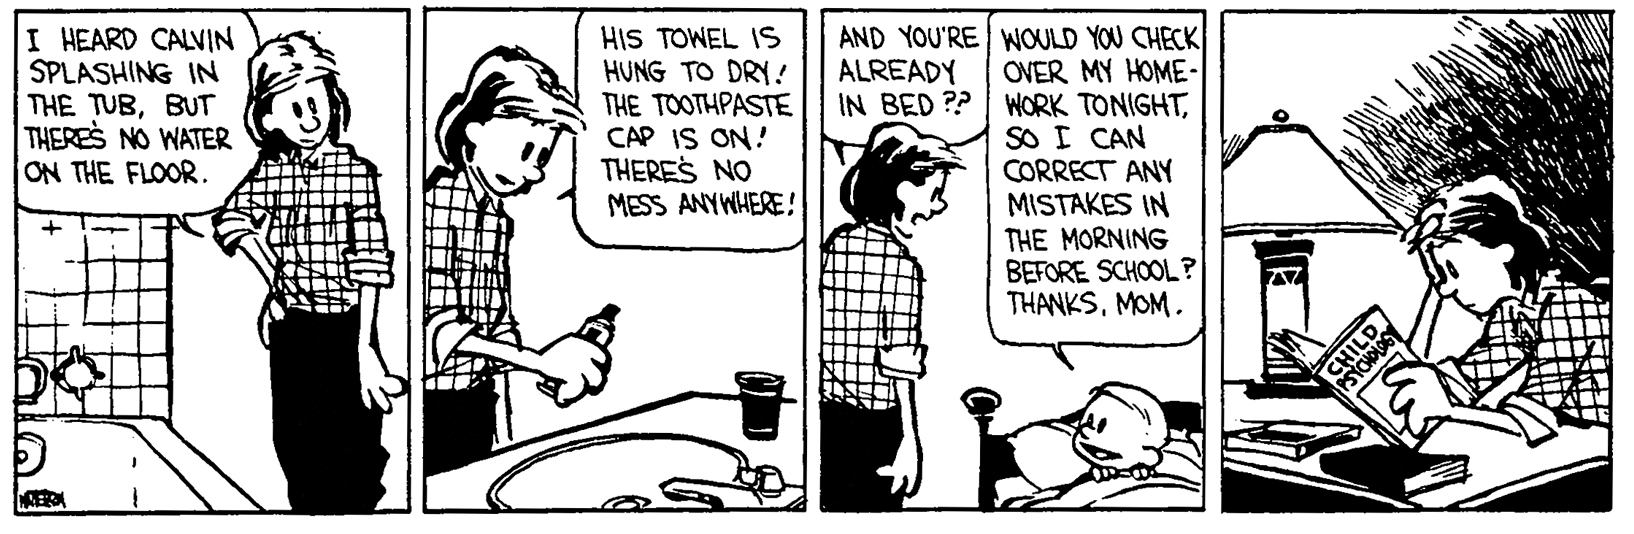 I HEARD CALVIN
SPLASHING IN
THE TUB, BUT
THERE'S NO WATER
ON THE FLOOR.
HIS TOWEL IS
HUNG TO DRY!
THE TOOTHPASTE
CAP IS ON!
THERE'S NO
MESS ANYWHERE!
AND YOU'RE
ALREADY
IN BED??
WOULD YOU CHECK
OVER MY HOME-
WORK TONIGHT,
SO I CAN
CORRECT ANY
MISTAKES IN
THE MORNING
BEFORE SCHOOL?
THANKS, MOM.
CHILD
PSYCHOLOGY
WATTERSON